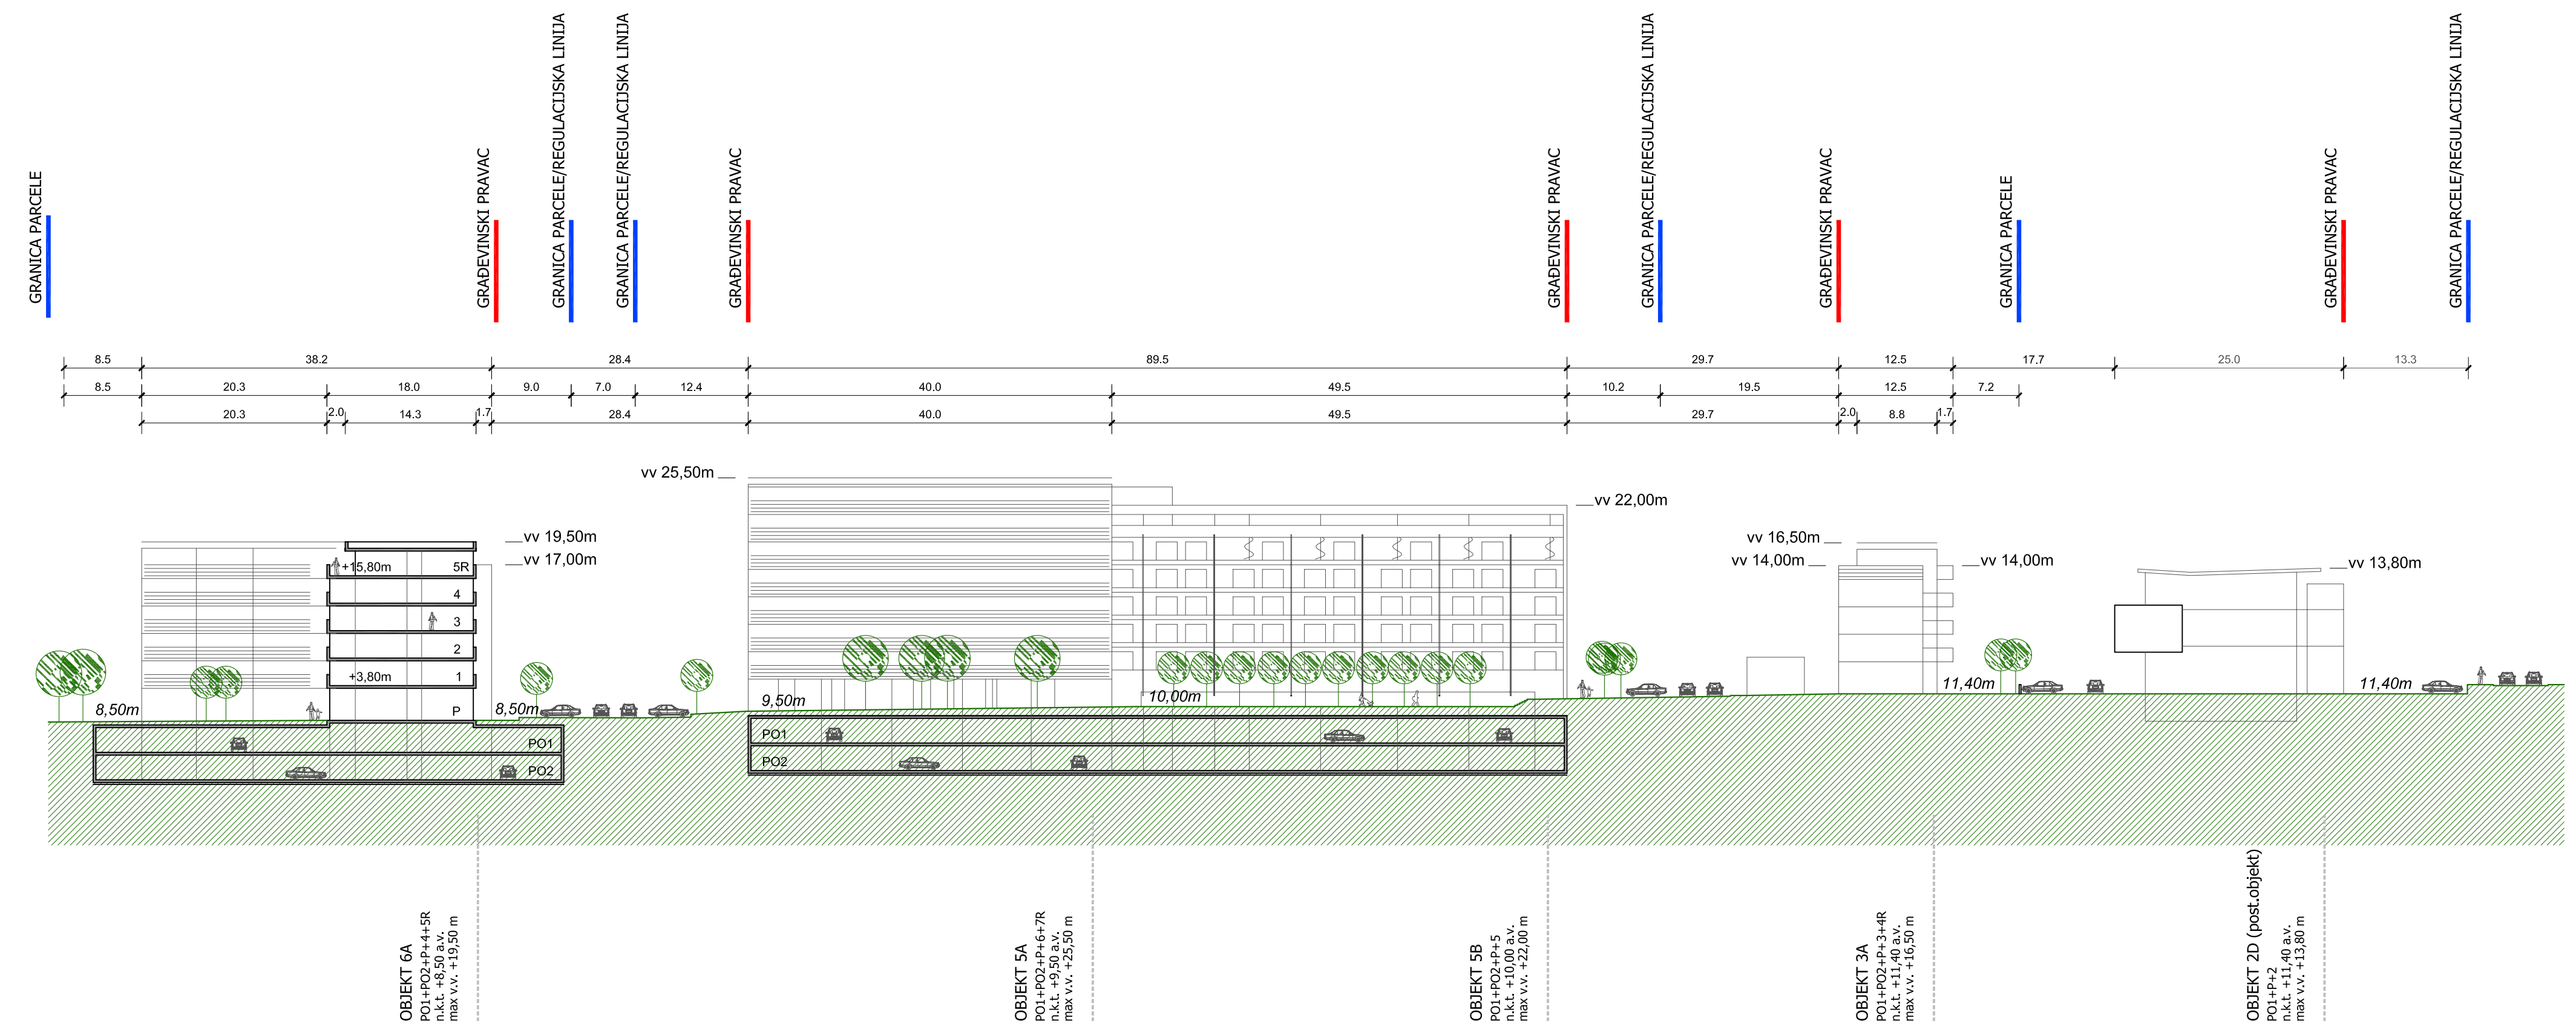 GRANICA PARCELE
GRAĐEVINSKI PRAVAC
GRANICA PARCELE/REGULACIJSKA LINIJA
GRANICA PARCELE/REGULACIJSKA LINIJA
GRAĐEVINSKI PRAVAC
GRAĐEVINSKI PRAVAC
GRANICA PARCELE/REGULACIJSKA LINIJA
GRAĐEVINSKI PRAVAC
GRANICA PARCELE
GRAĐEVINSKI PRAVAC
GRANICA PARCELE/REGULACIJSKA LINIJA
8.5 38.2 28.4 89.5 29.7 12.5 17.7 25.0 13.3
8.5 20.3 18.0 9.0 7.0 12.4 40.0 49.5 10.2 19.5 12.5 7.2
20.3 2.0 14.3 1.7 28.4 40.0 49.5 29.7 2.0 8.8 1.7
vv 25,50m
vv 22,00m
vv 19,50m
vv 17,00m
vv 16,50m
vv 14,00m
vv 14,00m
vv 13,80m
+15,80m 5R
4
3
2
+3,80m 1
P
8,50m
8,50m
9,50m
10,00m
11,40m
11,40m
PO1
PO2
PO1
PO2
OBJEKT 6A
PO1+PO2+P+4+5R
n.k.t. +8,50 a.v.
max v.v. +19,50 m
OBJEKT 5A
PO1+PO2+P+6+7R
n.k.t. +9,50 a.v.
max v.v. +25,50 m
OBJEKT 5B
PO1+PO2+P+5
n.k.t. +10,00 a.v.
max v.v. +22,00 m
OBJEKT 3A
PO1+PO2+P+3+4R
n.k.t. +11,40 a.v.
max v.v. +16,50 m
OBJEKT 2D (post.objekt)
PO1+P+2
n.k.t. +11,40 a.v.
max v.v. +13,80 m